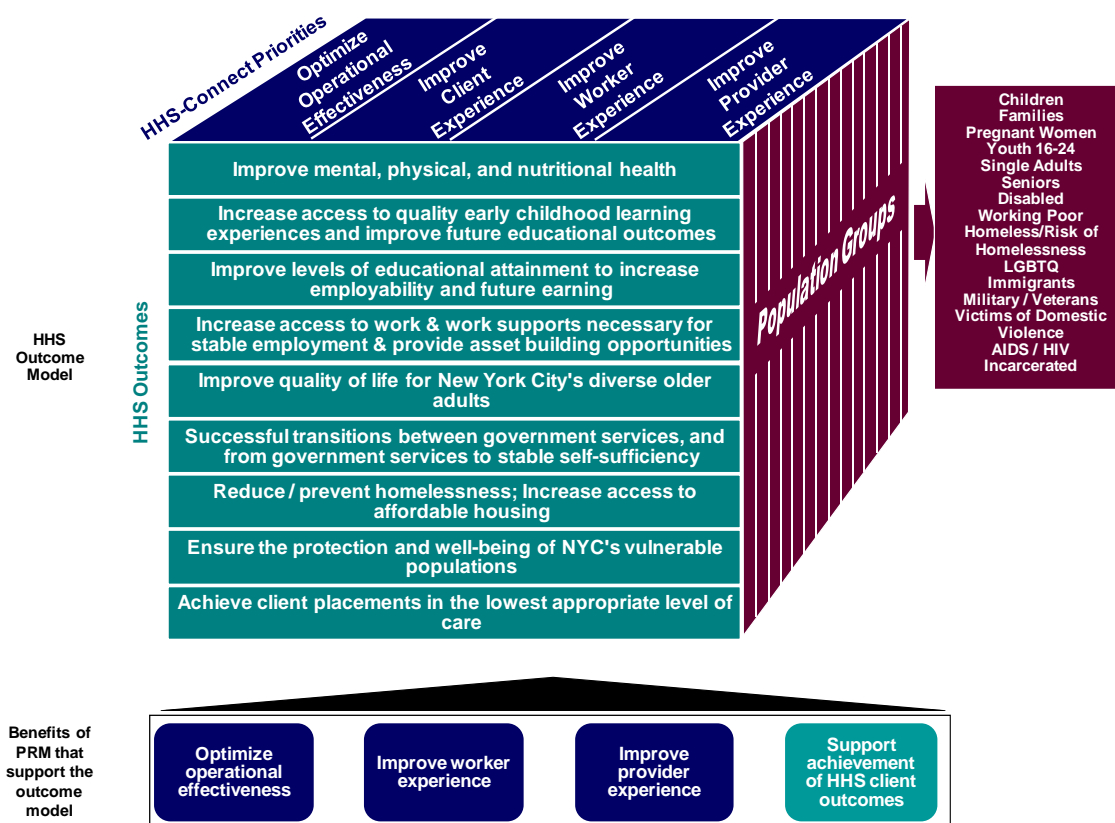 HHS-Connect Priorities
Optimize
Operational
Effectiveness
Improve
Client
Experience
Improve
Worker
Experience
Improve
Provider
Experience
HHS
Outcome
Model
HHS Outcomes
Improve mental, physical, and nutritional health
Increase access to quality early childhood learning
experiences and improve future educational outcomes
Improve levels of educational attainment to increase
employability and future earning
Increase access to work & work supports necessary for
stable employment & provide asset building opportunities
Improve quality of life for New York City's diverse older
adults
Successful transitions between government services, and
from government services to stable self-sufficiency
Reduce / prevent homelessness; Increase access to
affordable housing
Ensure the protection and well-being of NYC's vulnerable
populations
Achieve client placements in the lowest appropriate level of
care
Population Groups
Children
Families
Pregnant Women
Youth 16-24
Single Adults
Seniors
Disabled
Working Poor
Homeless/Risk of
Homelessness
LGBTQ
Immigrants
Military / Veterans
Victims of Domestic
Violence
AIDS / HIV
Incarcerated
Benefits of
PRM that
support the
outcome
model
Optimize
operational
effectiveness
Improve worker
experience
Improve
provider
experience
Support
achievement
of HHS client
outcomes